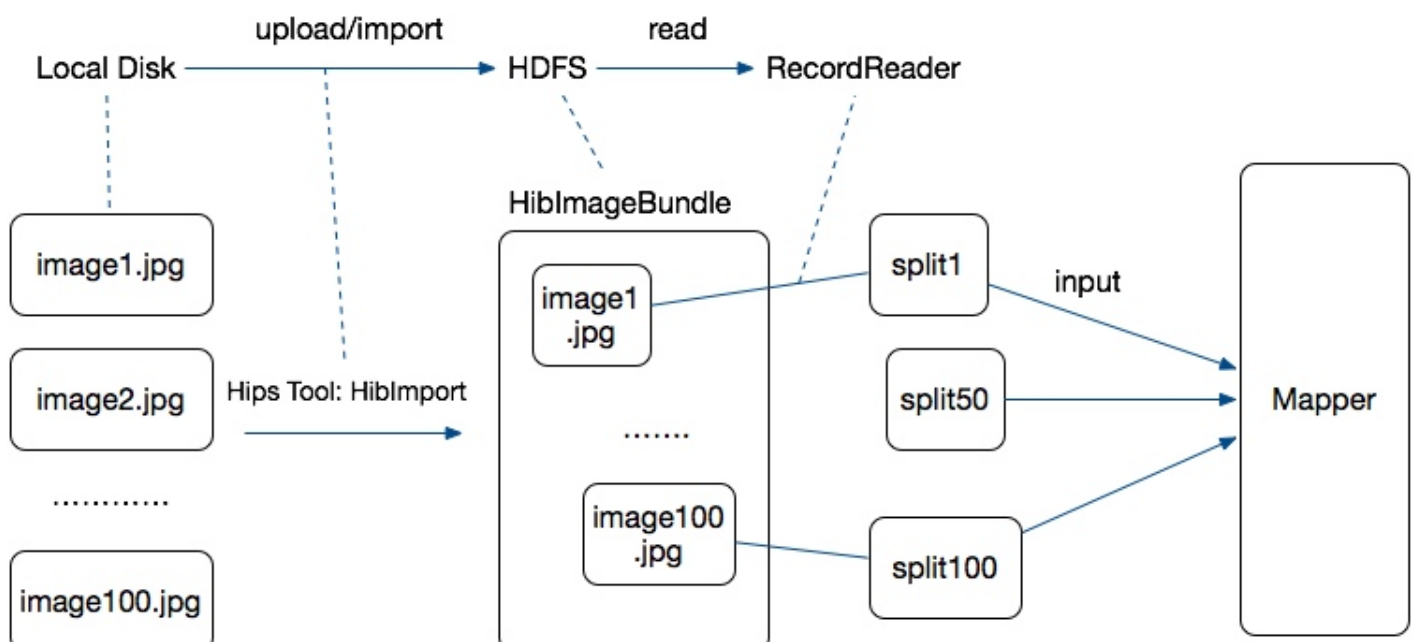 upload/import
read
Local Disk
HDFS
RecordReader
HibImageBundle
image1.jpg
image1
.jpg
split1
input
image2.jpg
Hips Tool: HibImport
split50
Mapper
.......
............
image100
.jpg
split100
image100.jpg